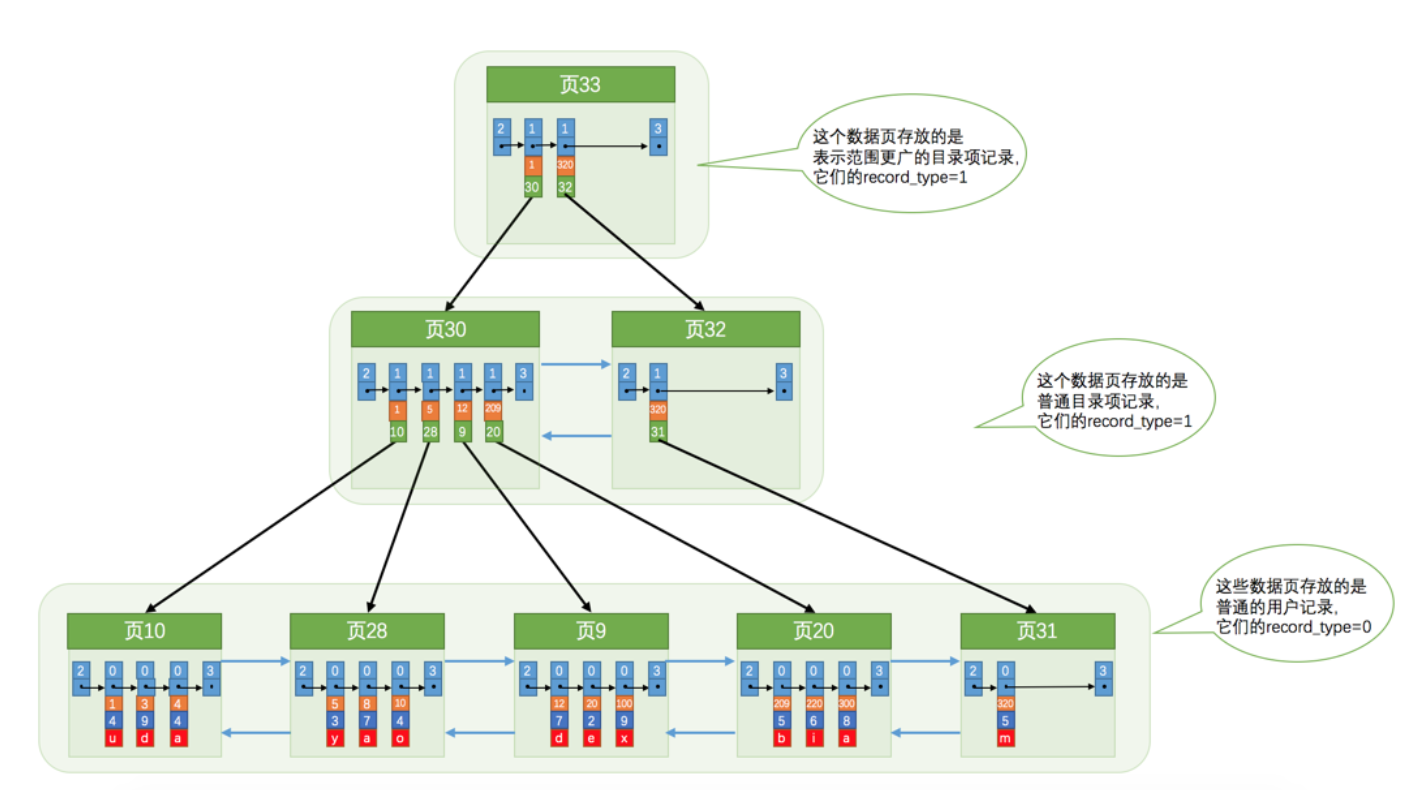 页33
2 1 1 3
1 320
30 32
这个数据页存放的是
表示范围更广的目录项记录,
它们的record_type=1
页30 页32
2 1 1 1 1 3 2 1 3
1 5 12 209 320
10 28 9 20 31
这个数据页存放的是
普通目录项记录,
它们的record_type=1
这些数据页存放的是
普通的用户记录,
它们的record_type=0
页10 页28 页9 页20 页31
2 0 0 0 3 2 0 0 0 3 2 0 0 0 3 2 0 0 0 3 2 0 3
1 3 4 5 8 10 12 20 100 209 220 300 320
4 9 4 3 7 4 7 2 9 5 6 8 5
u d a y a o d e x b i a m